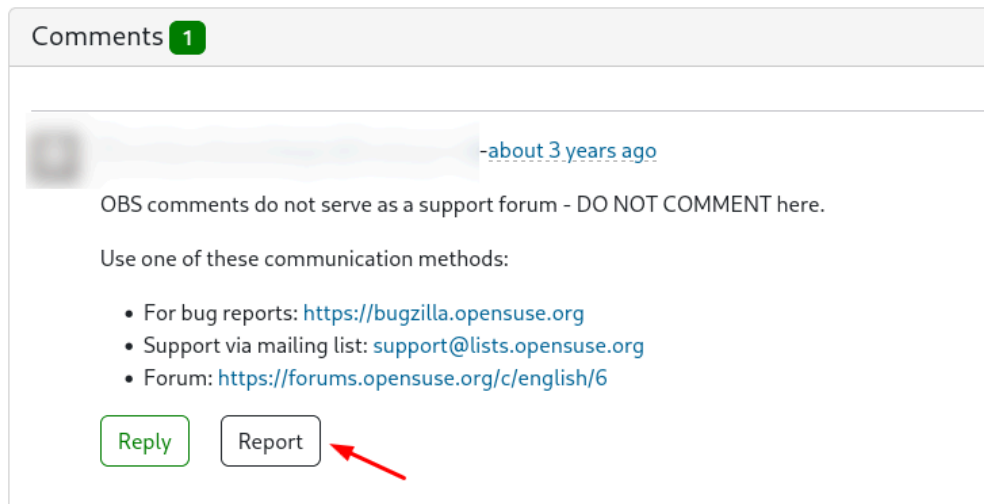 Comments 1
-about 3 years ago
OBS comments do not serve as a support forum - DO NOT COMMENT here.
Use one of these communication methods:
• For bug reports: https://bugzilla.opensuse.org
• Support via mailing list: support@lists.opensuse.org
• Forum: https://forums.opensuse.org/c/english/6
Reply Report